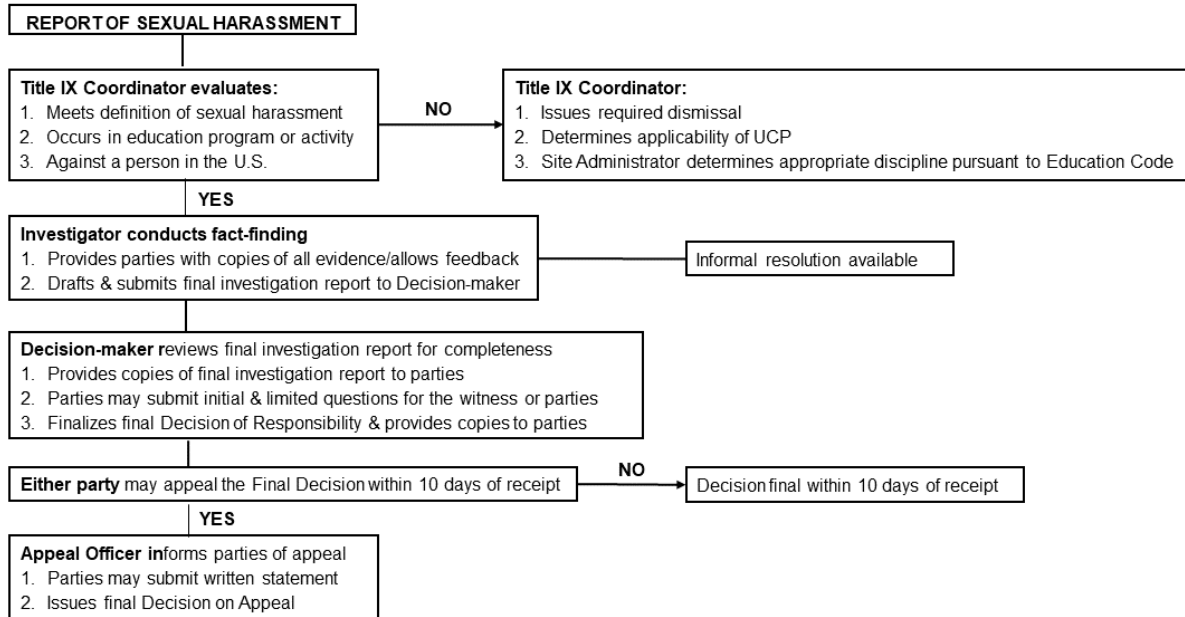 REPORT OF SEXUAL HARASSMENT
Title IX Coordinator evaluates:
1. Meets definition of sexual harassment
2. Occurs in education program or activity
3. Against a person in the U.S.
NO
Title IX Coordinator:
1. Issues required dismissal
2. Determines applicability of UCP
3. Site Administrator determines appropriate discipline pursuant to Education Code
YES
Investigator conducts fact-finding
1. Provides parties with copies of all evidence/allows feedback
2. Drafts & submits final investigation report to Decision-maker
Informal resolution available
Decision-maker reviews final investigation report for completeness
1. Provides copies of final investigation report to parties
2. Parties may submit initial & limited questions for the witness or parties
3. Finalizes final Decision of Responsibility & provides copies to parties
Either party may appeal the Final Decision within 10 days of receipt
NO
Decision final within 10 days of receipt
YES
Appeal Officer informs parties of appeal
1. Parties may submit written statement
2. Issues final Decision on Appeal